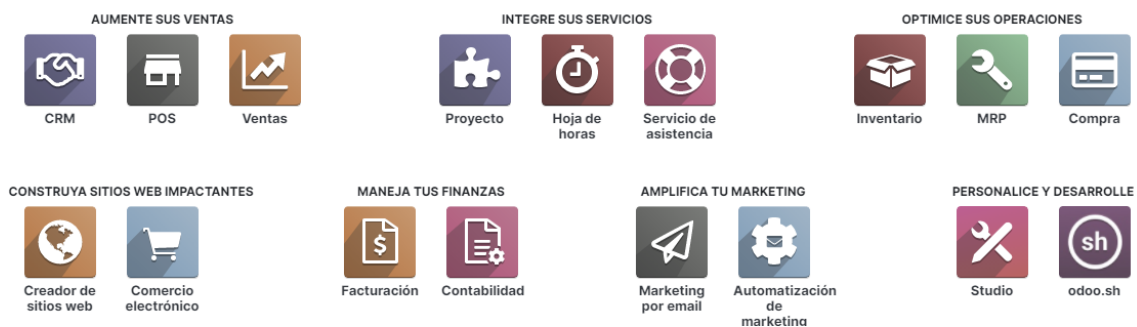 AUMENTE SUS VENTAS
INTEGRE SUS SERVICIOS
OPTIMICE SUS OPERACIONES
CRM
POS
Ventas
Proyecto
Hoja de
horas
Servicio de
asistencia
Inventario
MRP
Compra
CONSTRUYA SITIOS WEB IMPACTANTES
MANEJA TUS FINANZAS
AMPLIFICA TU MARKETING
PERSONALICE Y DESARROLLE
$
sh
Creador de
sitios web
Comercio
electrónico
Facturación
Contabilidad
Marketing
por email
Automatización
de
marketing
Studio
odoo.sh